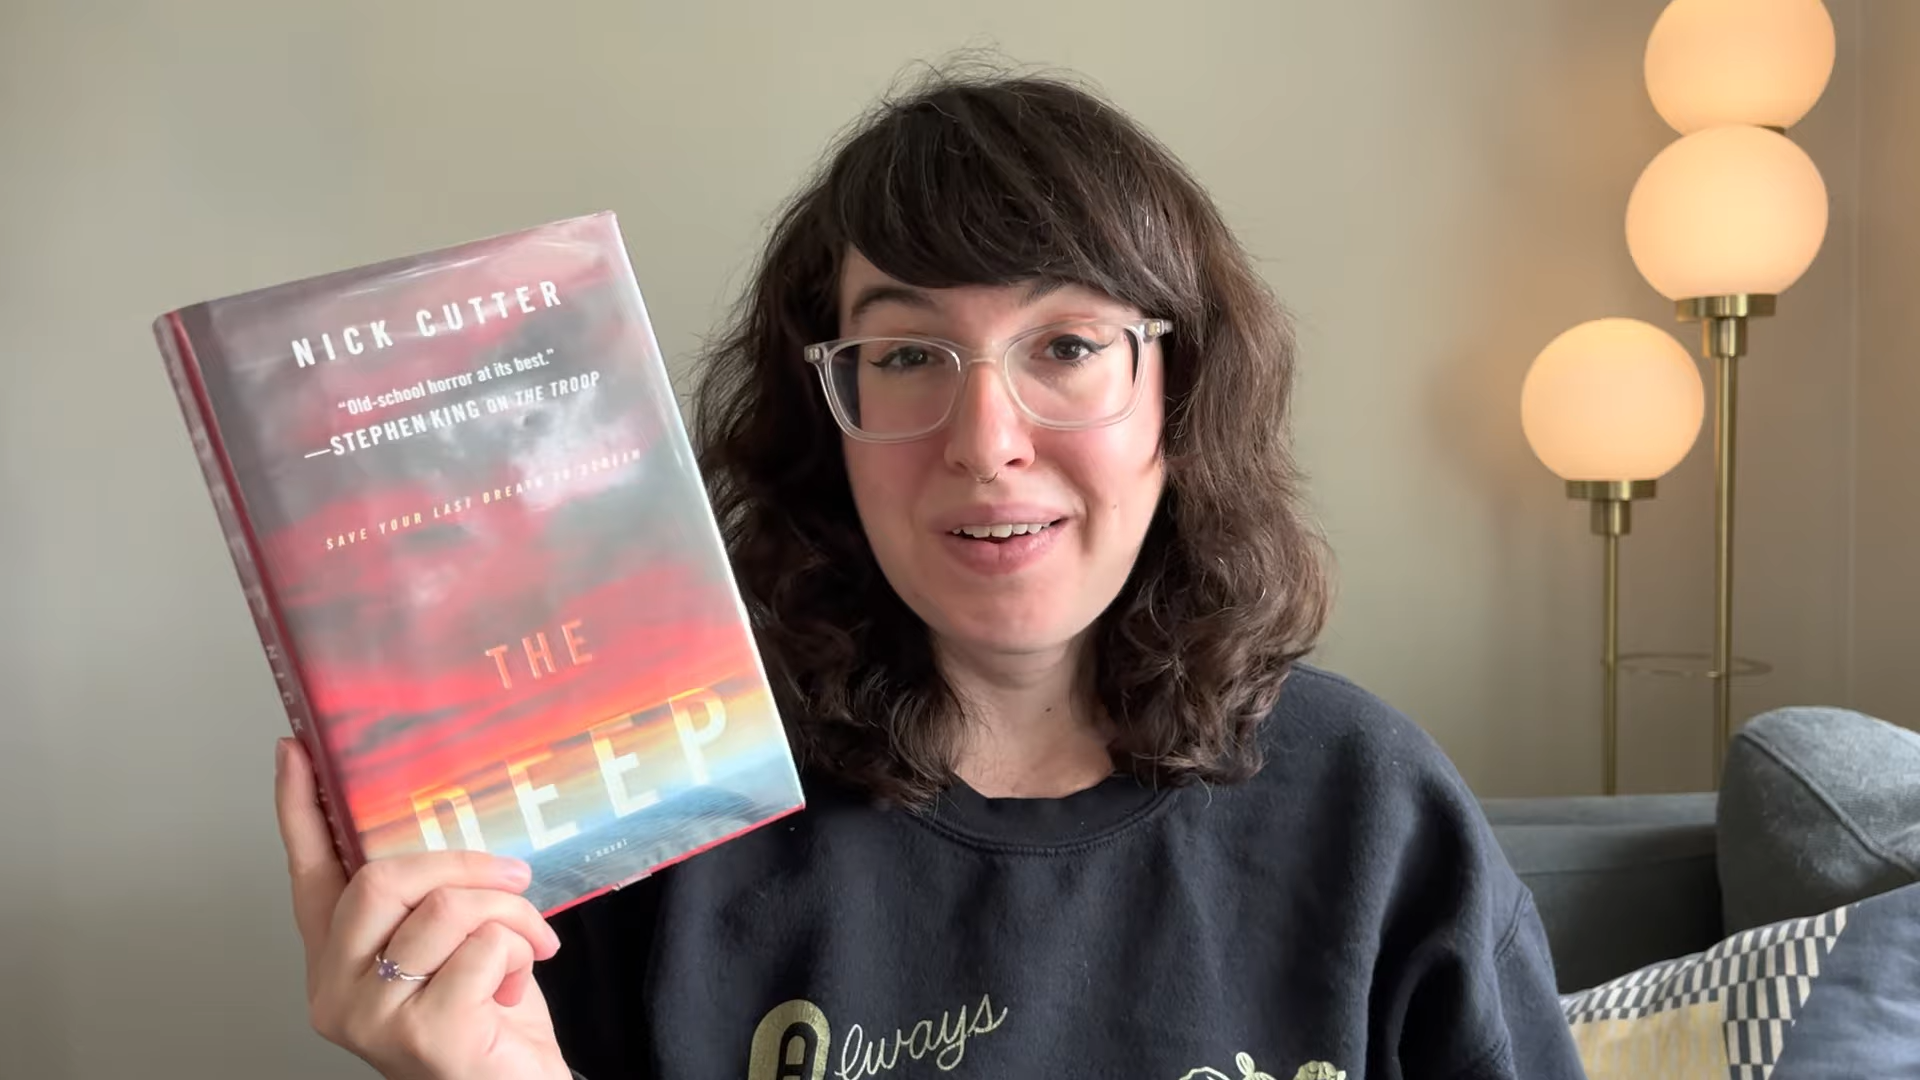 NICK CUTTER
“Old-school horror at its best.”
—STEPHEN KING ON THE TROOP
SAVE YOUR LAST BREATH TO SCREAM
THE
DEEP
a novel
NICK
Always